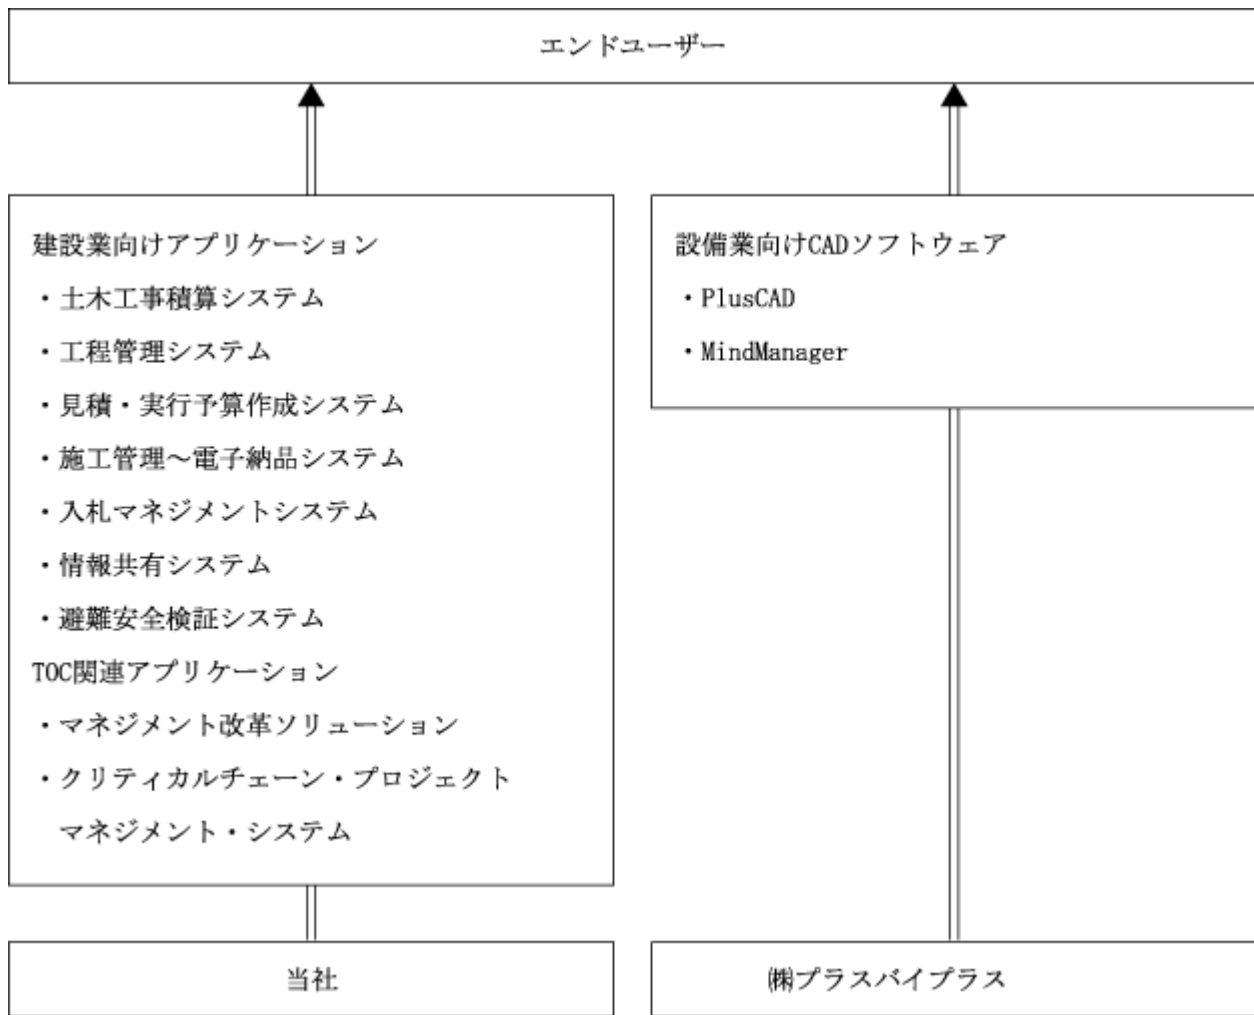 エンドユーザー
建設業向けアプリケーション
・土木工事積算システム
・工程管理システム
・見積・実行予算作成システム
・施工管理～電子納品システム
・入札マネジメントシステム
・情報共有システム
・避難安全検証システム
TOC関連アプリケーション
・マネジメント改革ソリューション
・クリティカルチェーン・プロジェクト
マネジメント・システム
設備業向けCADソフトウェア
・PlusCAD
・MindManager
当社
㈱プラスバイプラス